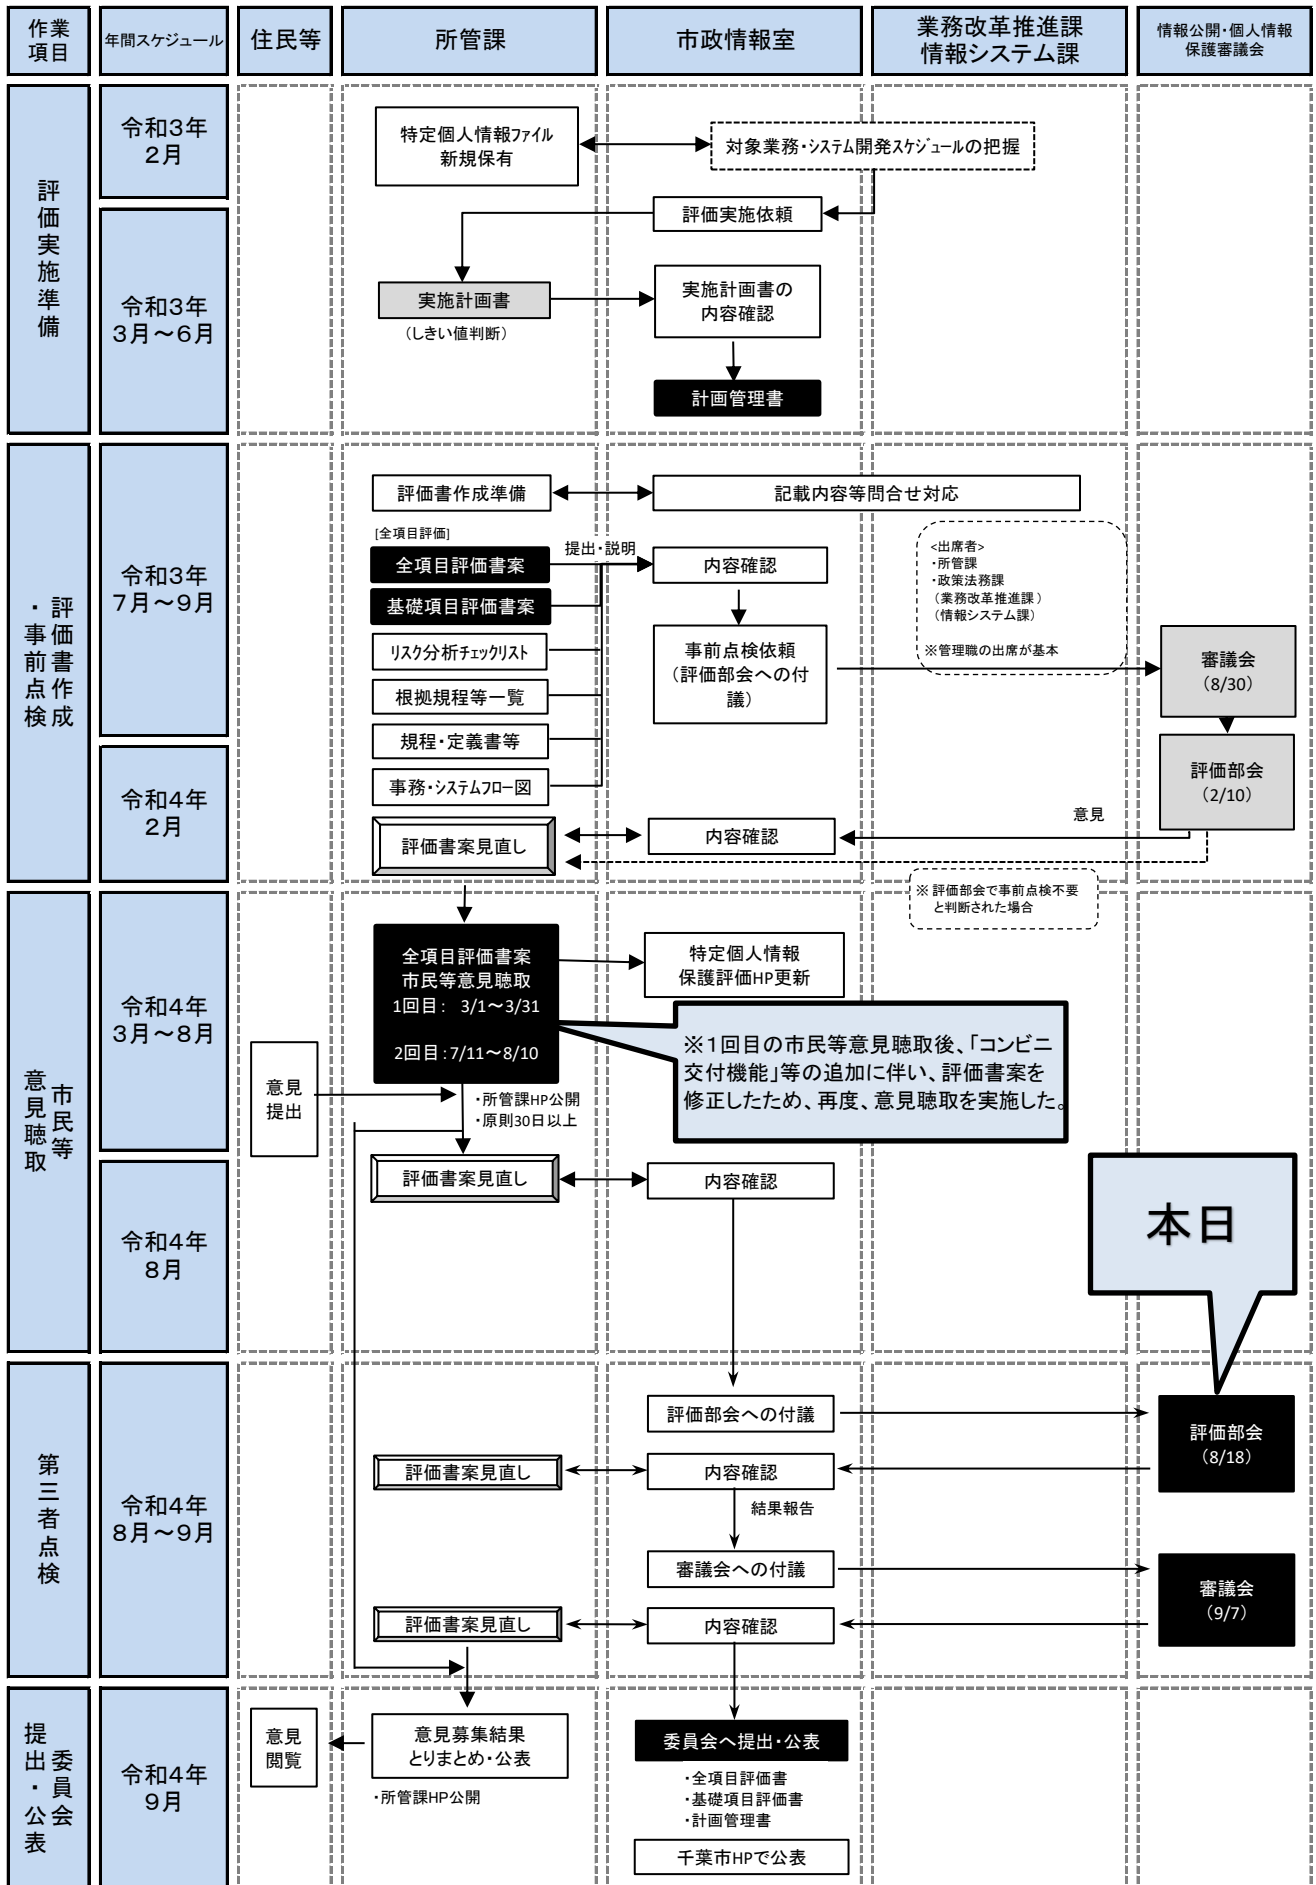 作業
項目
年間スケジュール
住民等
所管課
市政情報室
業務改革推進課
情報システム課
情報公開・個人情報
保護審議会
評価実施準備
令和3年
2月
特定個人情報ファイル
新規保有
対象業務・システム開発スケジュールの把握
令和3年
3月～6月
評価実施依頼
実施計画書
(しきい値判断)
実施計画書の
内容確認
計画管理書
評価書作成
・事前点検
令和3年
7月～9月
評価書作成準備
記載内容等問合せ対応
[全項目評価]
全項目評価書案
提出・説明
内容確認
基礎項目評価書案
リスク分析チェックリスト
根拠規程等一覧
規程・定義書等
事務・システムフロー図
事前点検依頼
(評価部会への付
議)
<出席者>
・所管課
・政策法務課
(業務改革推進課)
(情報システム課)
※管理職の出席が基本
審議会
(8/30)
令和4年
2月
評価部会
(2/10)
意見
評価書案見直し
内容確認
※評価部会で事前点検不要
と判断された場合
市民等
意見聴取
令和4年
3月～8月
全項目評価書案
市民等意見聴取
1回目： 3/1～3/31
2回目：7/11～8/10
特定個人情報
保護評価HP更新
※1回目の市民等意見聴取後、「コンビニ
交付機能」等の追加に伴い、評価書案を
修正したため、再度、意見聴取を実施した。
意見
提出
・所管課HP公開
・原則30日以上
令和4年
8月
評価書案見直し
内容確認
本日
第三者点検
令和4年
8月～9月
評価部会への付議
評価部会
(8/18)
評価書案見直し
内容確認
結果報告
審議会への付議
審議会
(9/7)
評価書案見直し
内容確認
委員会
提出・公表
令和4年
9月
意見
閲覧
意見募集結果
とりまとめ・公表
・所管課HP公開
委員会へ提出・公表
・全項目評価書
・基礎項目評価書
・計画管理書
千葉市HPで公表